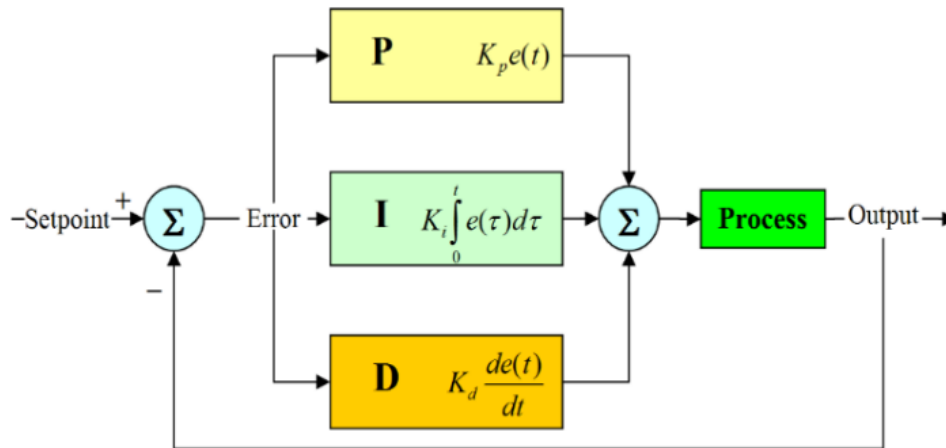 P K_p e(t)
+
–Setpoint Σ Error I K_i ∫_0^t e(τ)dτ Σ Process Output
−
D K_d de(t)/dt